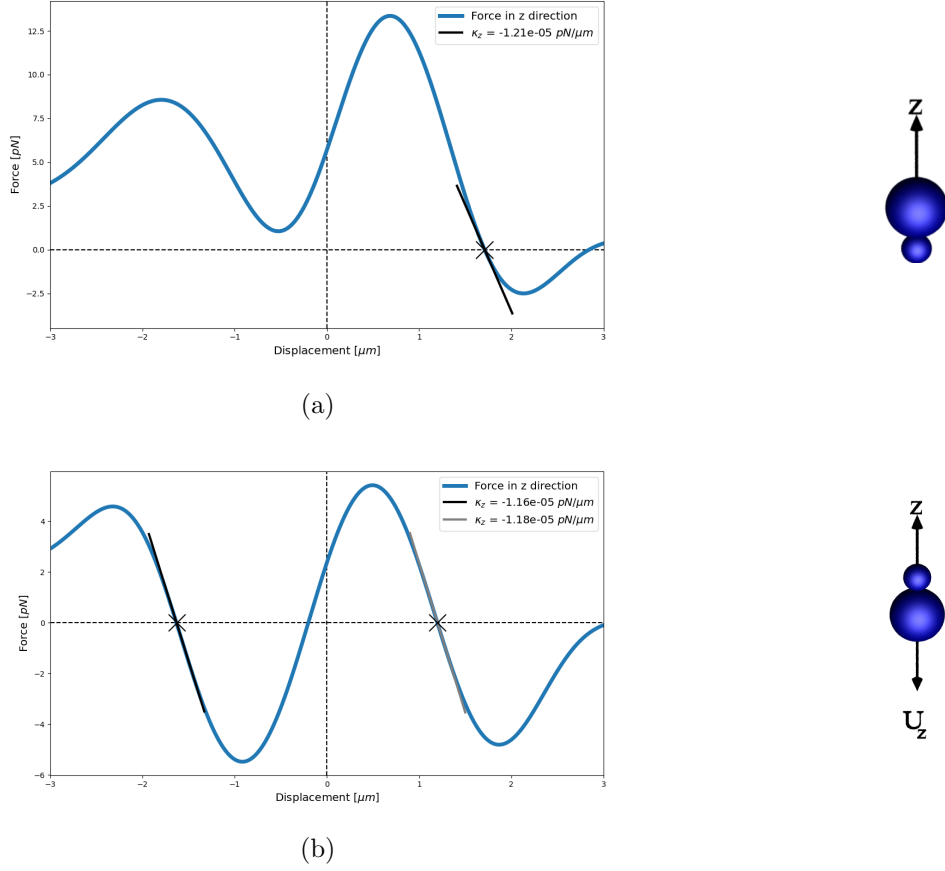 12.5
10.0
7.5
5.0
2.5
0.0
−2.5
Force [pN]
Force in z direction
κz = -1.21e-05 pN/μm
−3 −2 −1 0 1 2 3
Displacement [μm]
z
(a)
4
2
0
−2
−4
−6
Force [pN]
Force in z direction
κz = -1.16e-05 pN/μm
κz = -1.18e-05 pN/μm
−3 −2 −1 0 1 2 3
Displacement [μm]
z
Uz
(b)